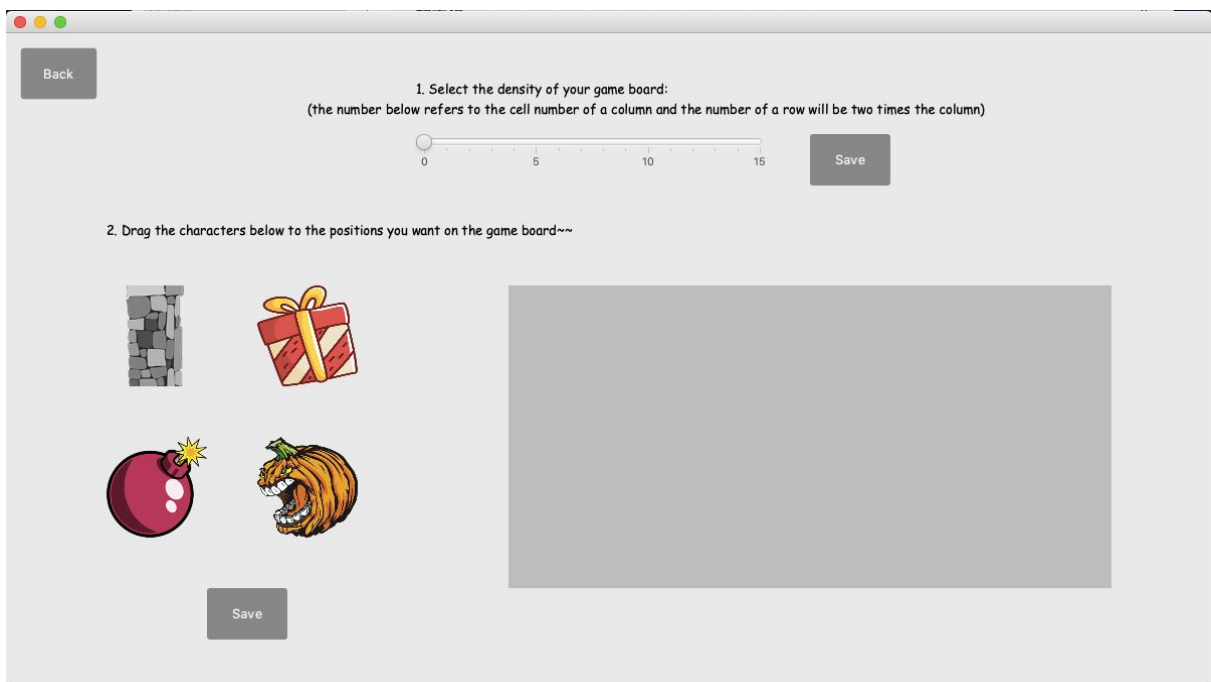 Back
1. Select the density of your game board:
(the number below refers to the cell number of a column and the number of a row will be two times the column)
0 5 10 15
Save
2. Drag the characters below to the positions you want on the game board~~
Save